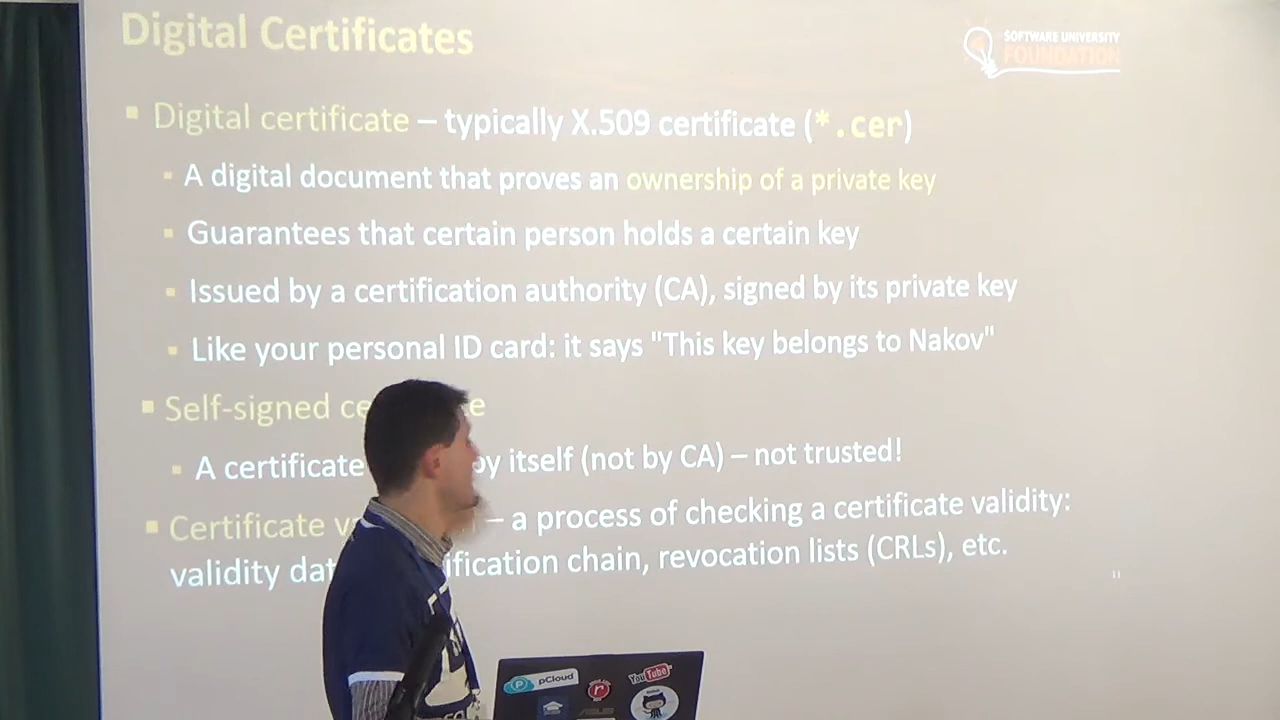 Digital Certificates
SOFTWARE UNIVERSITY
FOUNDATION
Digital certificate – typically X.509 certificate (*.cer)
A digital document that proves an ownership of a private key
Guarantees that certain person holds a certain key
Issued by a certification authority (CA), signed by its private key
Like your personal ID card: it says "This key belongs to Nakov"
Self-signed ce e
A certificate by itself (not by CA) – not trusted!
Certificate v – a process of checking a certificate validity:
validity dat ification chain, revocation lists (CRLs), etc.
11
pCloud
YouTube
r
ASUS
GitHub